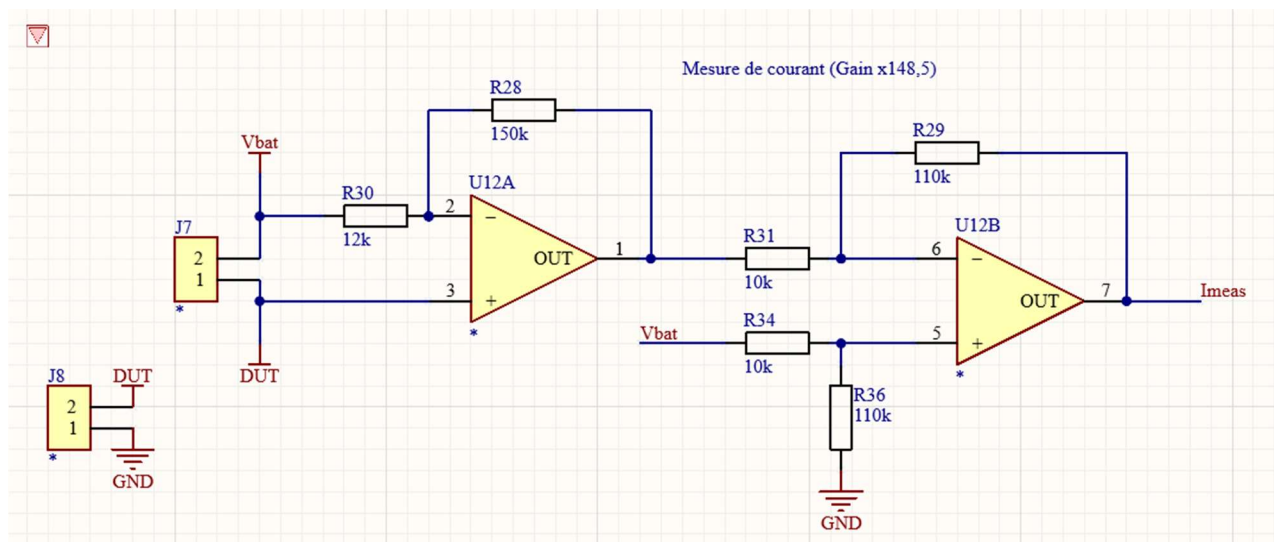 Mesure de courant (Gain x148,5)
R28
150k
Vbat
R30
12k
U12A
2
−
OUT
1
3
+
*
J7
2
1
*
DUT
J8
DUT
2
1
*
GND
R29
110k
R31
10k
U12B
6
−
OUT
7
Imeas
Vbat
R34
10k
5
+
*
R36
110k
GND